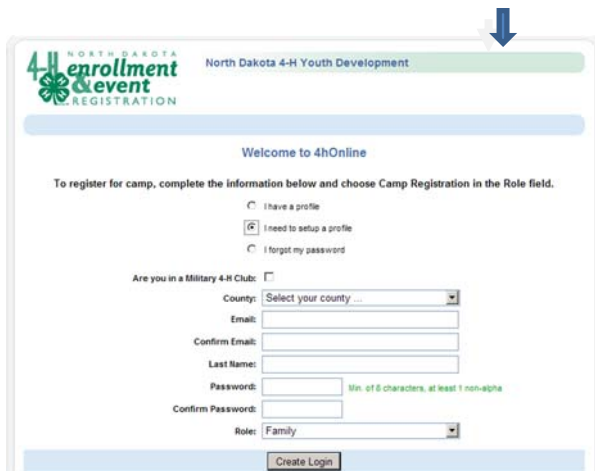 NORTH DAKOTA
4-H enrollment
& event
REGISTRATION
North Dakota 4-H Youth Development
Welcome to 4hOnline
To register for camp, complete the information below and choose Camp Registration in the Role field.
I have a profile
I need to setup a profile
I forgot my password
Are you in a Military 4-H Club:
County: Select your county ...
Email:
Confirm Email:
Last Name:
Password: Min. of 8 characters, at least 1 non-alpha
Confirm Password:
Role: Family
Create Login